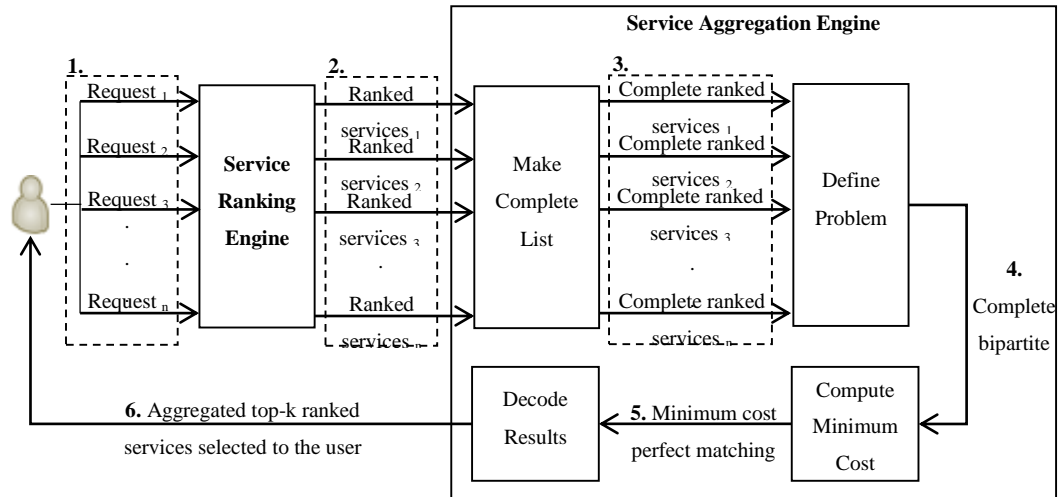 Service Aggregation Engine
1.
Request 1
Request 2
Request 3
.
.
.
Request n
Service
Ranking
Engine
2.
Ranked
services 1
Ranked
services 2
Ranked
services 3
.
.
.
Ranked
services n
Make
Complete
List
3.
Complete ranked
services 1
Complete ranked
services 2
Complete ranked
services 3
.
.
.
Complete ranked
services n
Define
Problem
4.
Complete
bipartite
Compute
Minimum
Cost
5. Minimum cost
perfect matching
Decode
Results
6. Aggregated top-k ranked
services selected to the user